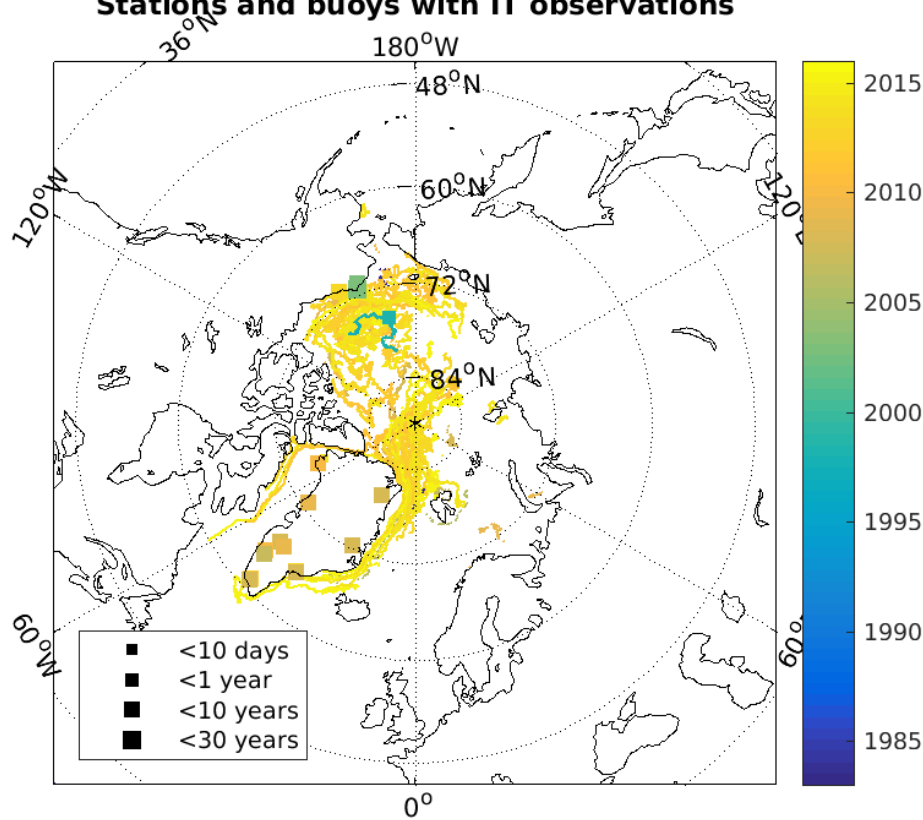 Stations and buoys with IT observations
36°N
180°W
48°N
120°W
60°N
120°E
72°N
84°N
60°W
60°
0°
<10 days
<1 year
<10 years
<30 years
2015
2010
2005
2000
1995
1990
1985